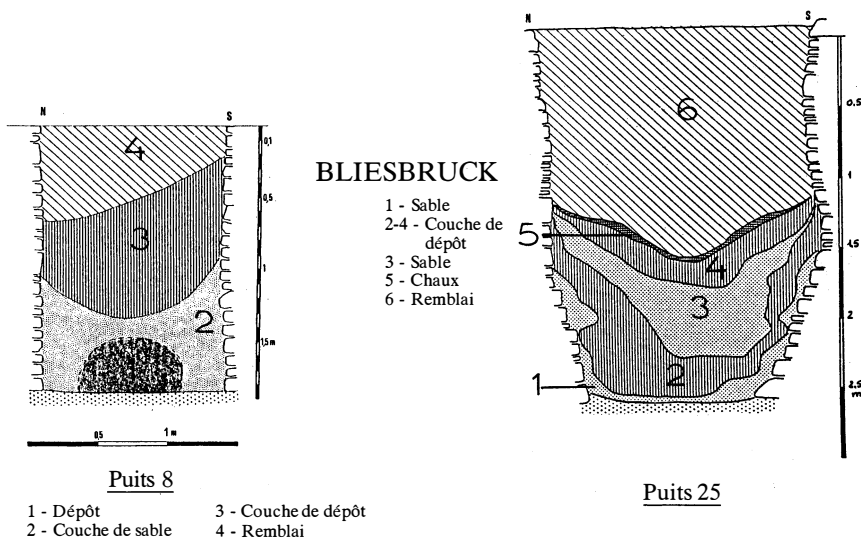 N S
4
3
2
0,1
0,5
1
1,5m
0,5 1 m
Puits 8
1 - Dépôt
2 - Couche de sable
3 - Couche de dépôt
4 - Remblai
BLIESBRUCK
1 - Sable
2-4 - Couche de
dépôt
3 - Sable
5 - Chaux
6 - Remblai
N S
6
5
4
3
2
1
0,5
1
1,5
2
2,5
m
Puits 25